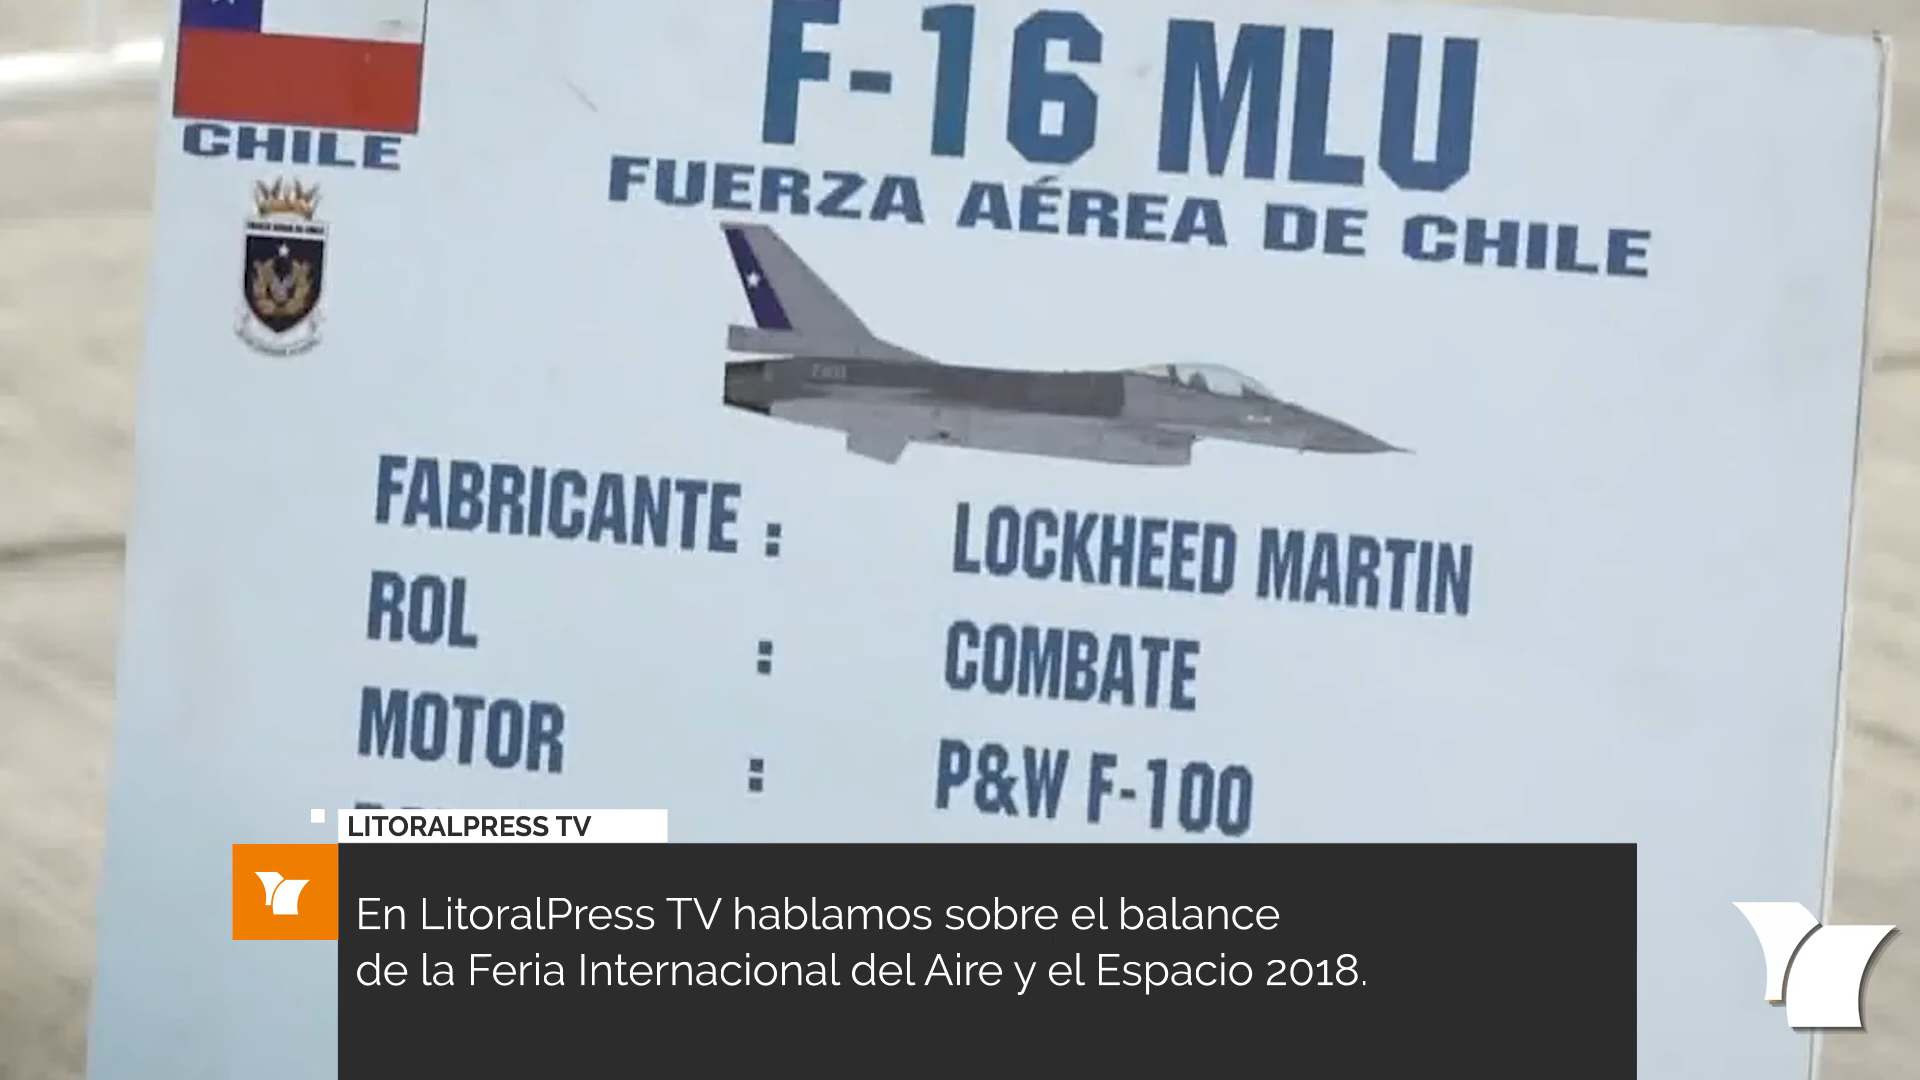 F-16 MLU
CHILE
FUERZA AÉREA DE CHILE
FABRICANTE : LOCKHEED MARTIN
ROL : COMBATE
MOTOR : P&W F-100
LITORALPRESS TV
En LitoralPress TV hablamos sobre el balance
de la Feria Internacional del Aire y el Espacio 2018.